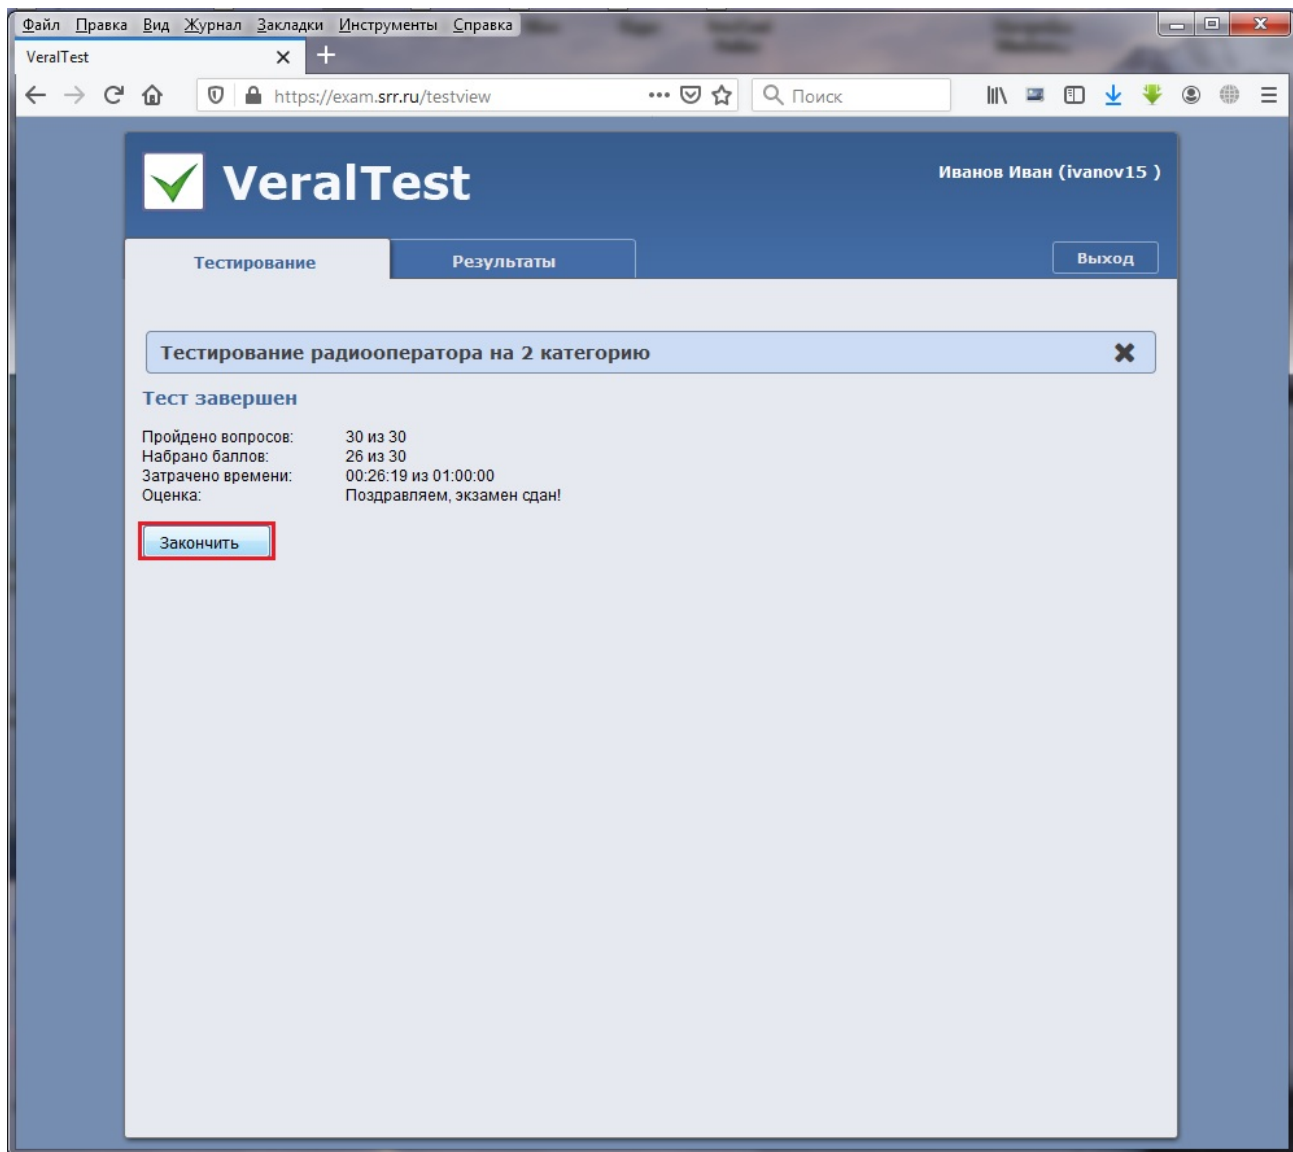 Файл Правка Вид Журнал Закладки Инструменты Справка
VeralTest
https://exam.srr.ru/testview
Поиск
VeralTest
Иванов Иван (ivanov15 )
Тестирование Результаты Выход
Тестирование радиооператора на 2 категорию
Тест завершен
Пройдено вопросов: 30 из 30
Набрано баллов: 26 из 30
Затрачено времени: 00:26:19 из 01:00:00
Оценка: Поздравляем, экзамен сдан!
Закончить